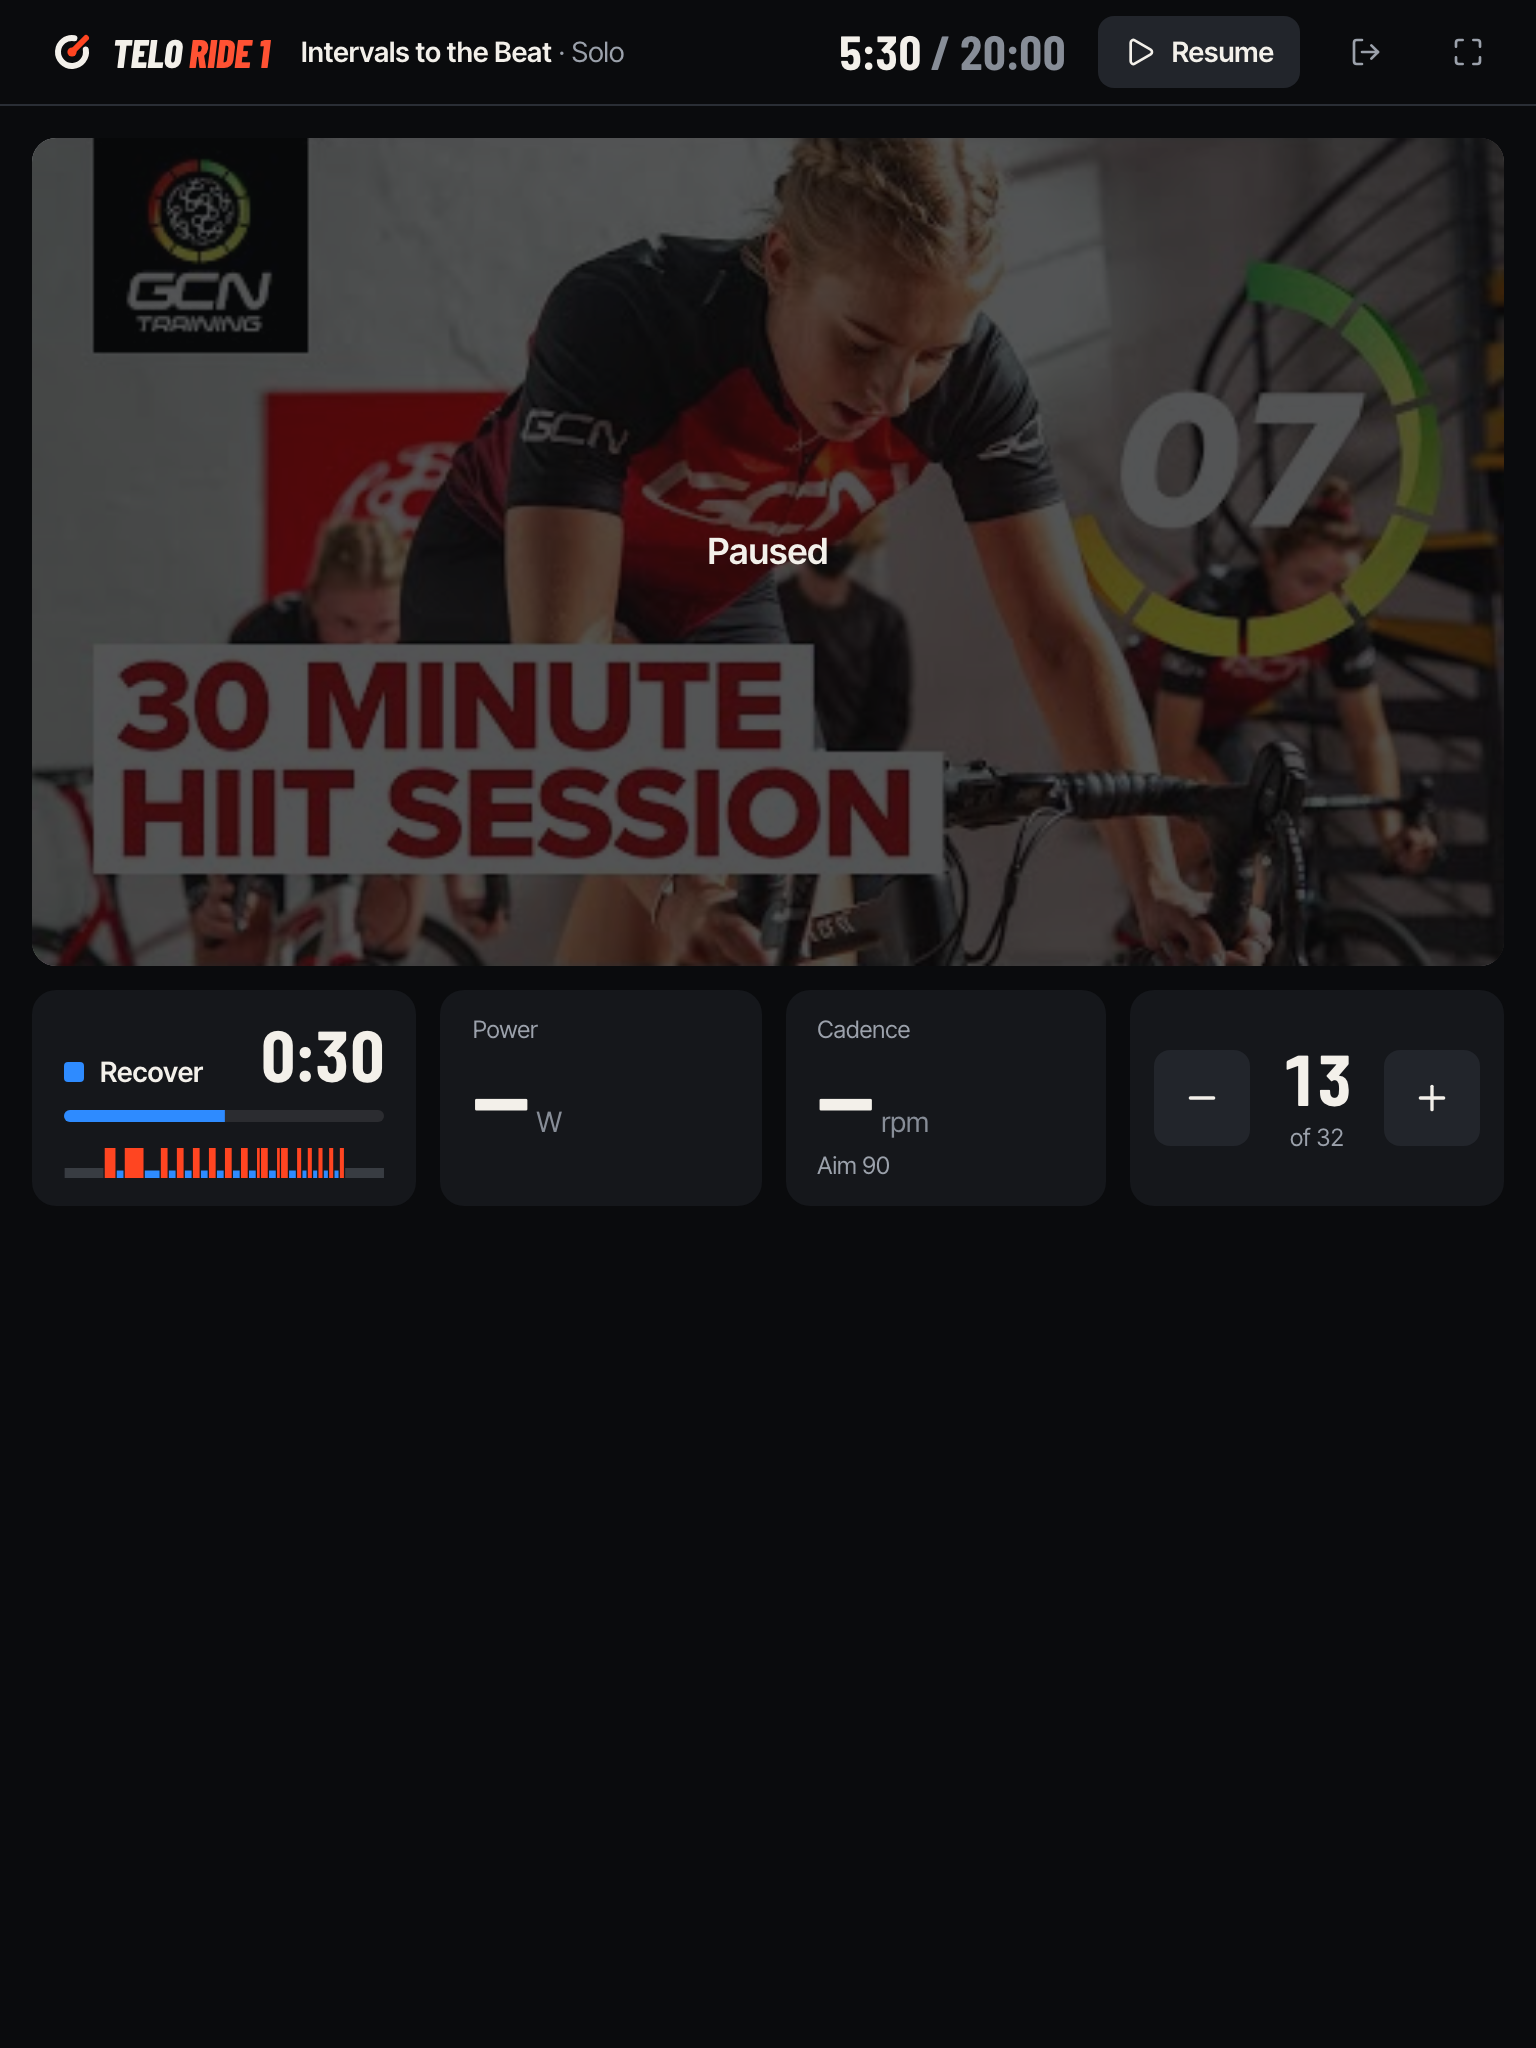 TELO RIDE 1 Intervals to the Beat · Solo 5:30 / 20:00 Resume
GCN
TRAINING
GCN
07
GCN
Paused
30 MINUTE
HIIT SESSION
Recover 0:30
Power
— W
Cadence
— rpm
Aim 90
− 13 +
of 32